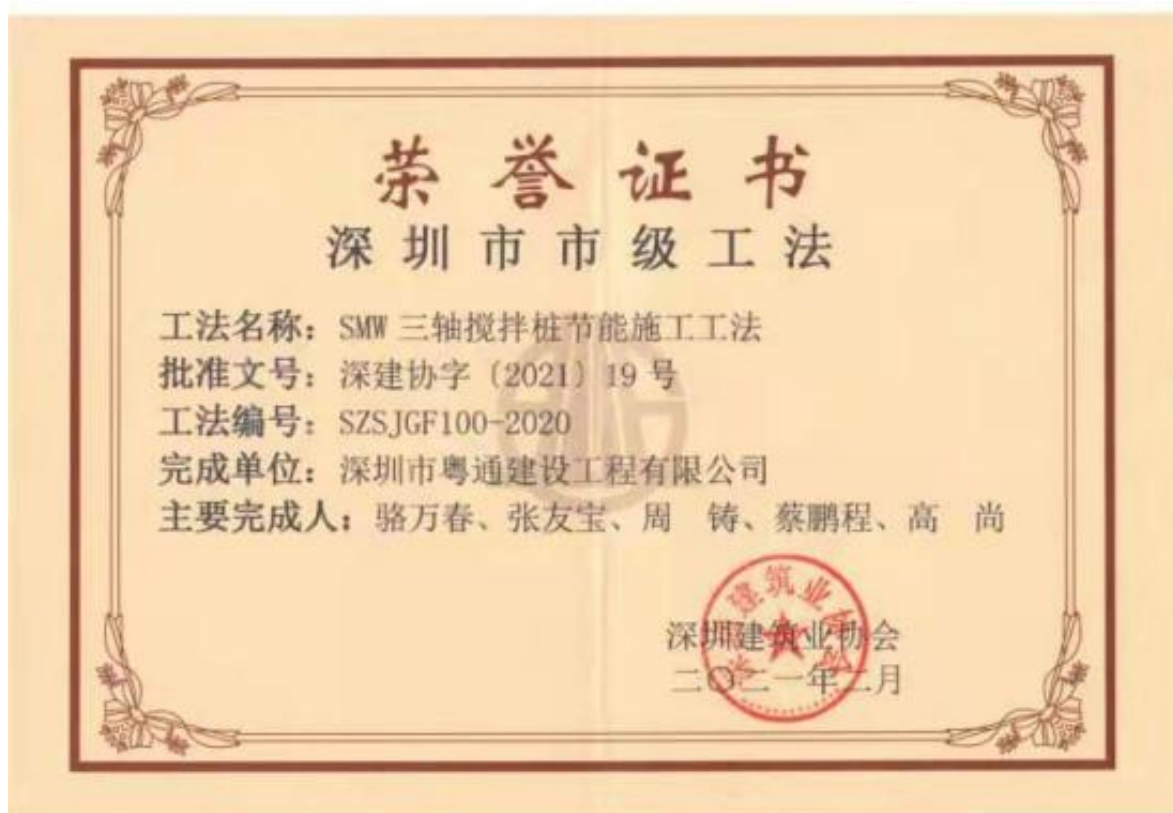 荣誉证书
深圳市市级工法
工法名称：SMW 三轴搅拌桩节能施工工法
批准文号：深建协字〔2021〕19 号
工法编号：SZSJGF100-2020
完成单位：深圳市粤通建设工程有限公司
主要完成人：骆万春、张友宝、周　铸、蔡鹏程、高　尚
深圳建筑业协会
二〇二一年二月